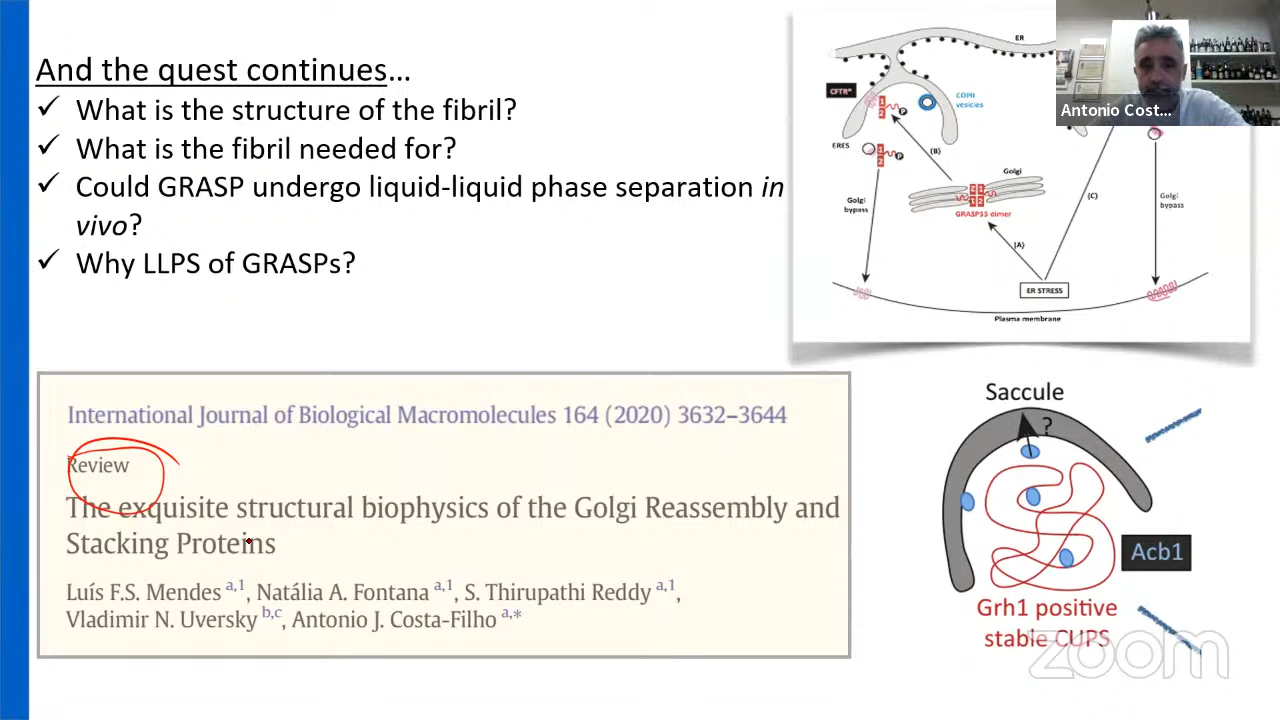 And the quest continues...
✓ What is the structure of the fibril?
✓ What is the fibril needed for?
✓ Could GRASP undergo liquid-liquid phase separation in
vivo?
✓ Why LLPS of GRASPs?
ER
CFTR*
COPII
vesicles
P
ERES
P
(B)
Golgi
Golgi
bypass
GRASP55 dimer
(A)
(C)
Golgi
bypass
ER STRESS
Plasma membrane
Antonio Cost...
International Journal of Biological Macromolecules 164 (2020) 3632–3644
Review
The exquisite structural biophysics of the Golgi Reassembly and
Stacking Proteins
Luís F.S. Mendes a,1, Natália A. Fontana a,1, S. Thirupathi Reddy a,1,
Vladimir N. Uversky b,c, Antonio J. Costa-Filho a,*
Saccule
?
Acb1
Grh1 positive
stable CUPS
zoom